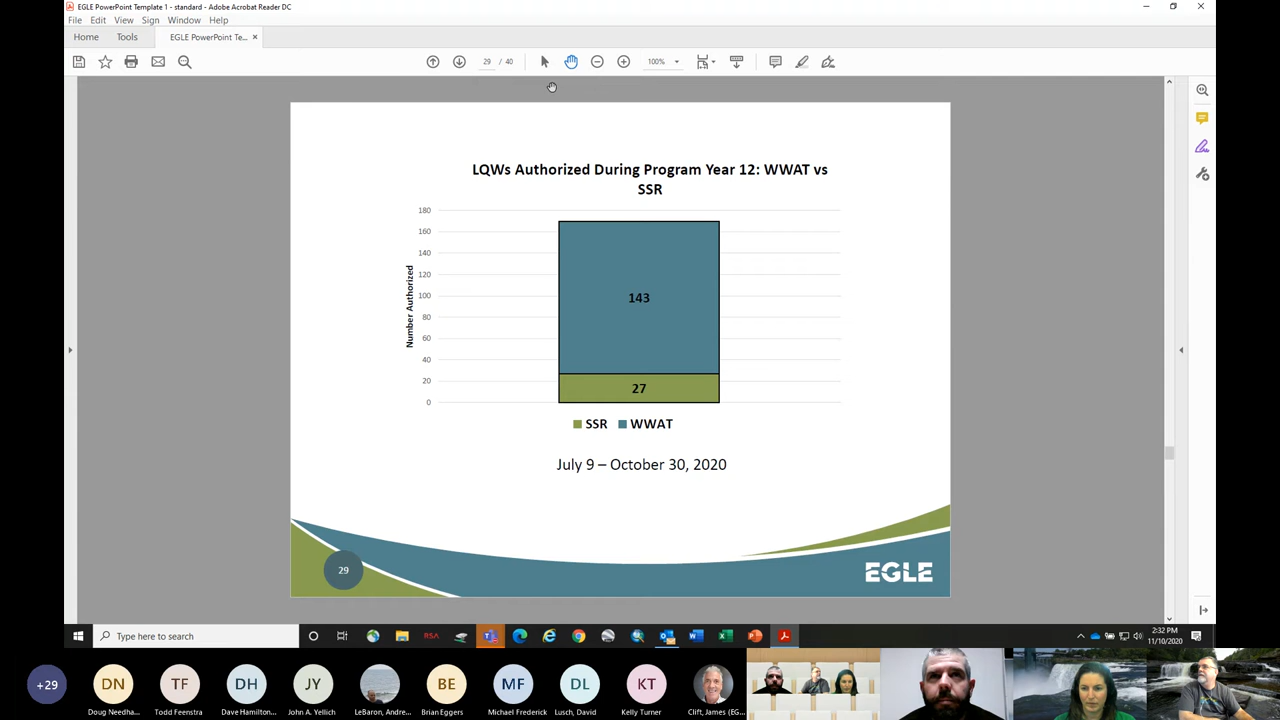 EGLE PowerPoint Template 1 - standard - Adobe Acrobat Reader DC
File Edit View Sign Window Help
Home Tools EGLE PowerPoint Te... ×
29 / 40 100%
LQWs Authorized During Program Year 12: WWAT vs
SSR
180
160
140
120
100
80
60
40
20
0
Number Authorized
143
27
SSR WWAT
July 9 – October 30, 2020
29
EGLE
Type here to search
RSA
2:32 PM
11/10/2020
+29 DN TF DH JY BE MF DL KT
Doug Needha... Todd Feenstra Dave Hamilton... John A. Yellich LeBaron, Andre... Brian Eggers Michael Frederick Lusch, David Kelly Turner Clift, James (EG...